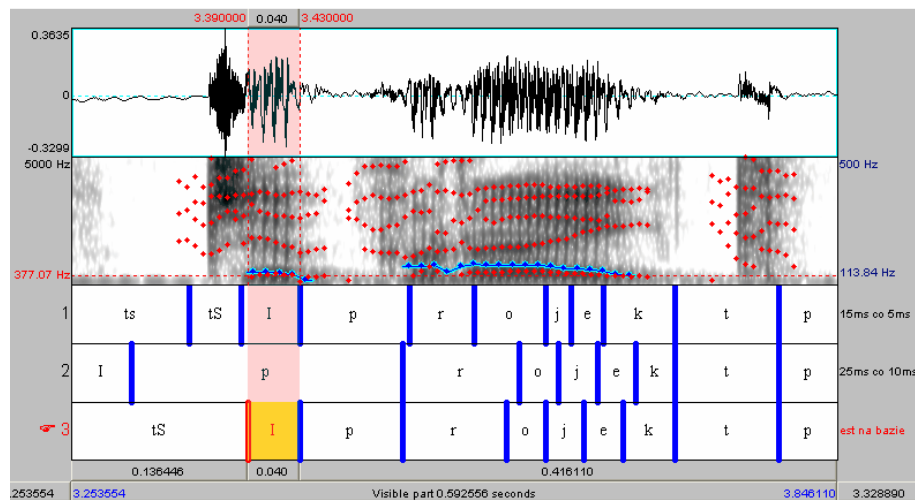 3.390000 0.040 3.430000
0.3635
0
-0.3299
5000 Hz 500 Hz
377.07 Hz 113.84 Hz
1 ts tS I p r o j e k t p 15ms co 5ms
2 I p r o j e k t p 25ms co 10ms
3 tS I p r o j e k t p est na bazie
0.136446 0.040 0.416110
.253554 3.253554 Visible part 0.592556 seconds 3.846110 3.328890